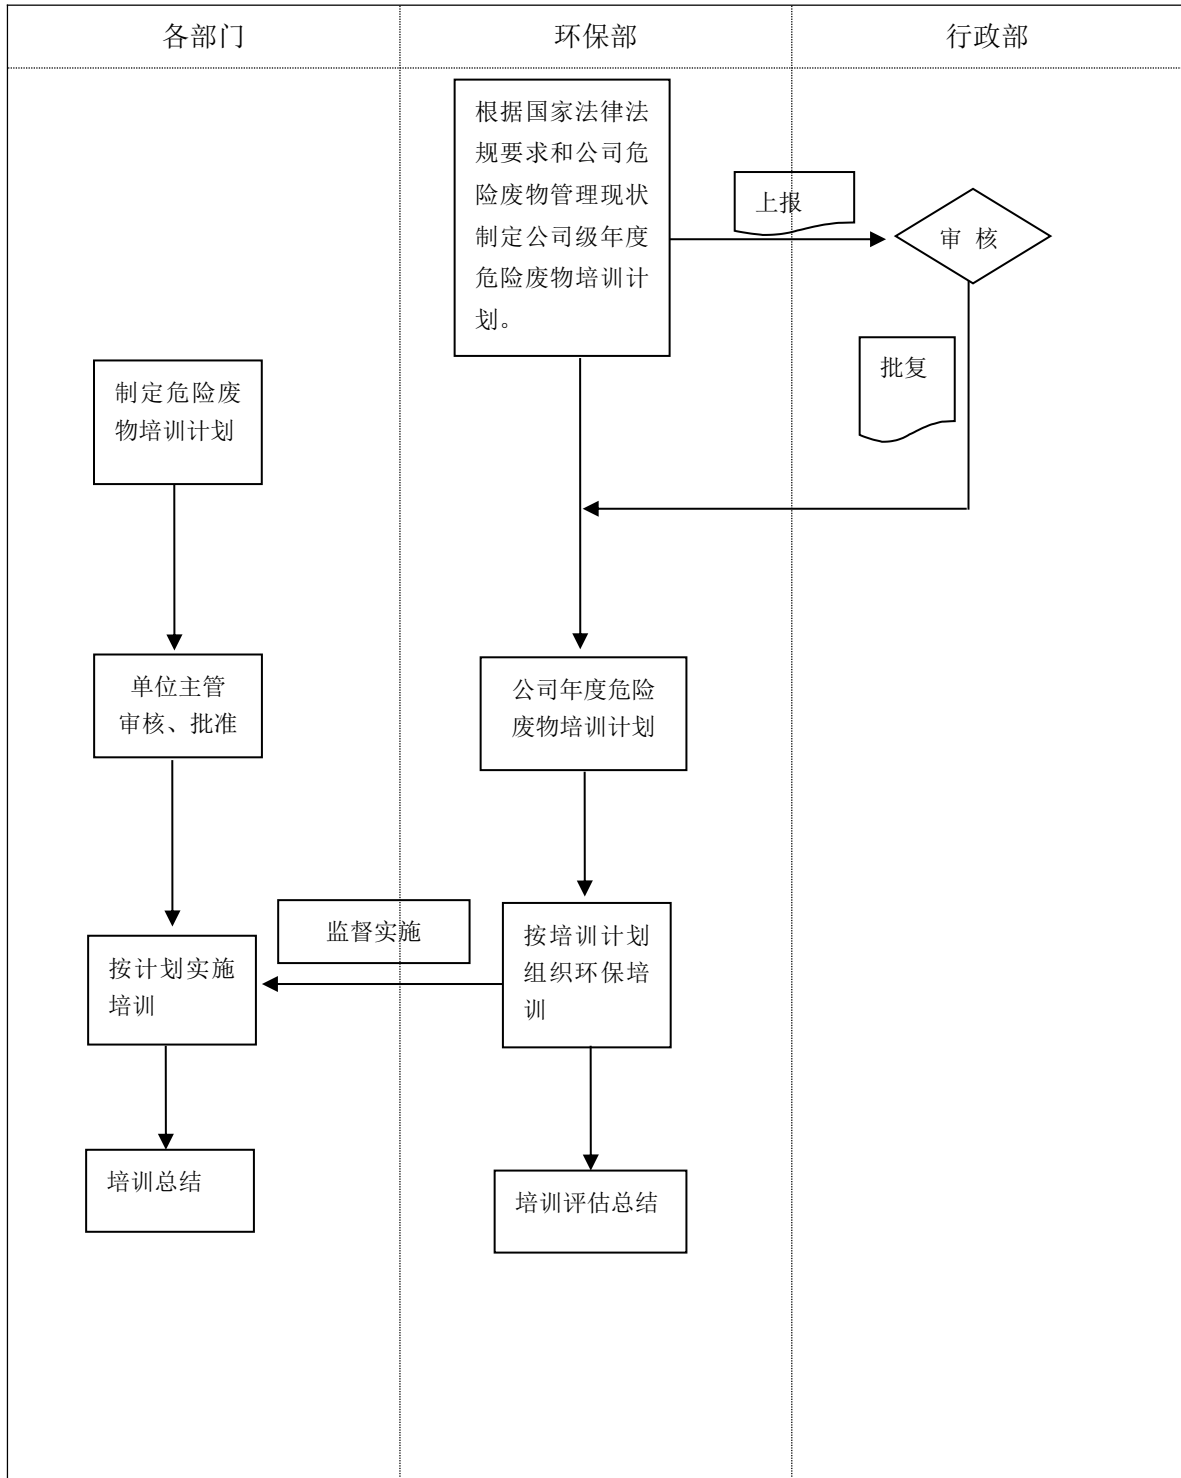 各部门
环保部
行政部
根据国家法律法
规要求和公司危
险废物管理现状
制定公司级年度
危险废物培训计
划。
上报
审 核
批复
制定危险废
物培训计划
单位主管
审核、批准
公司年度危险
废物培训计划
监督实施
按培训计划
组织环保培
训
按计划实施
培训
培训总结
培训评估总结